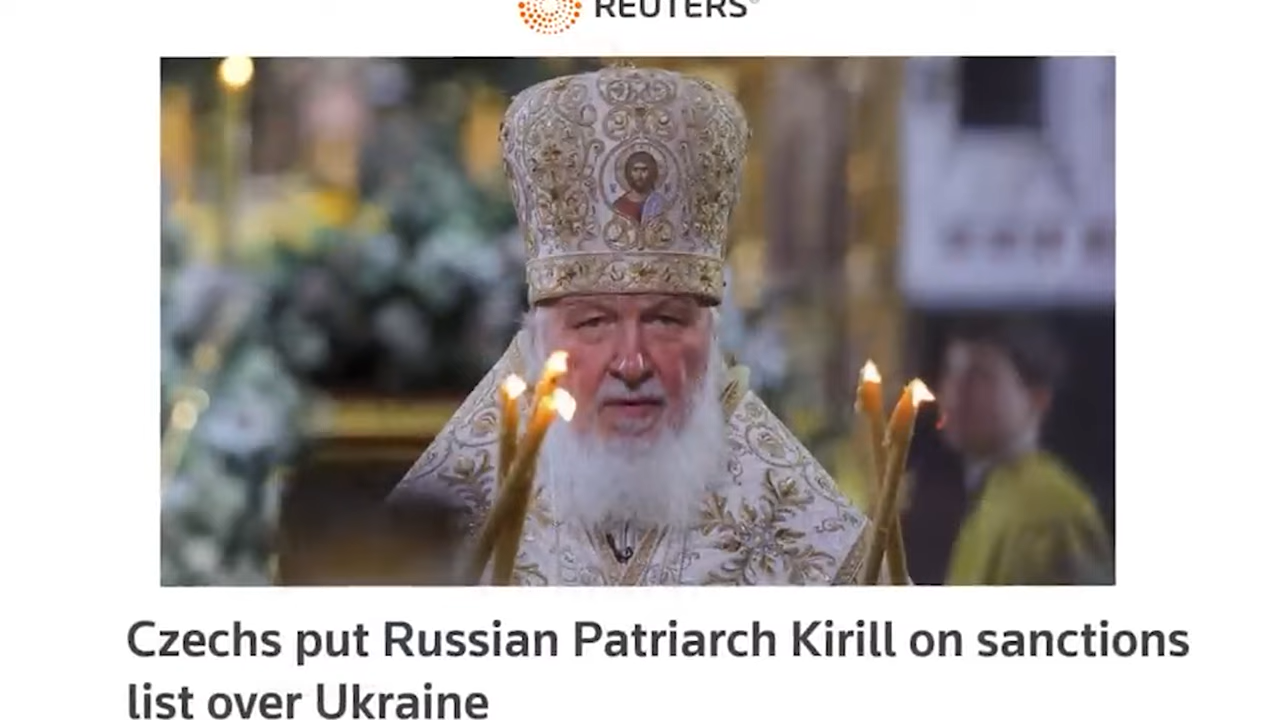 REUTERS®
Czechs put Russian Patriarch Kirill on sanctions
list over Ukraine